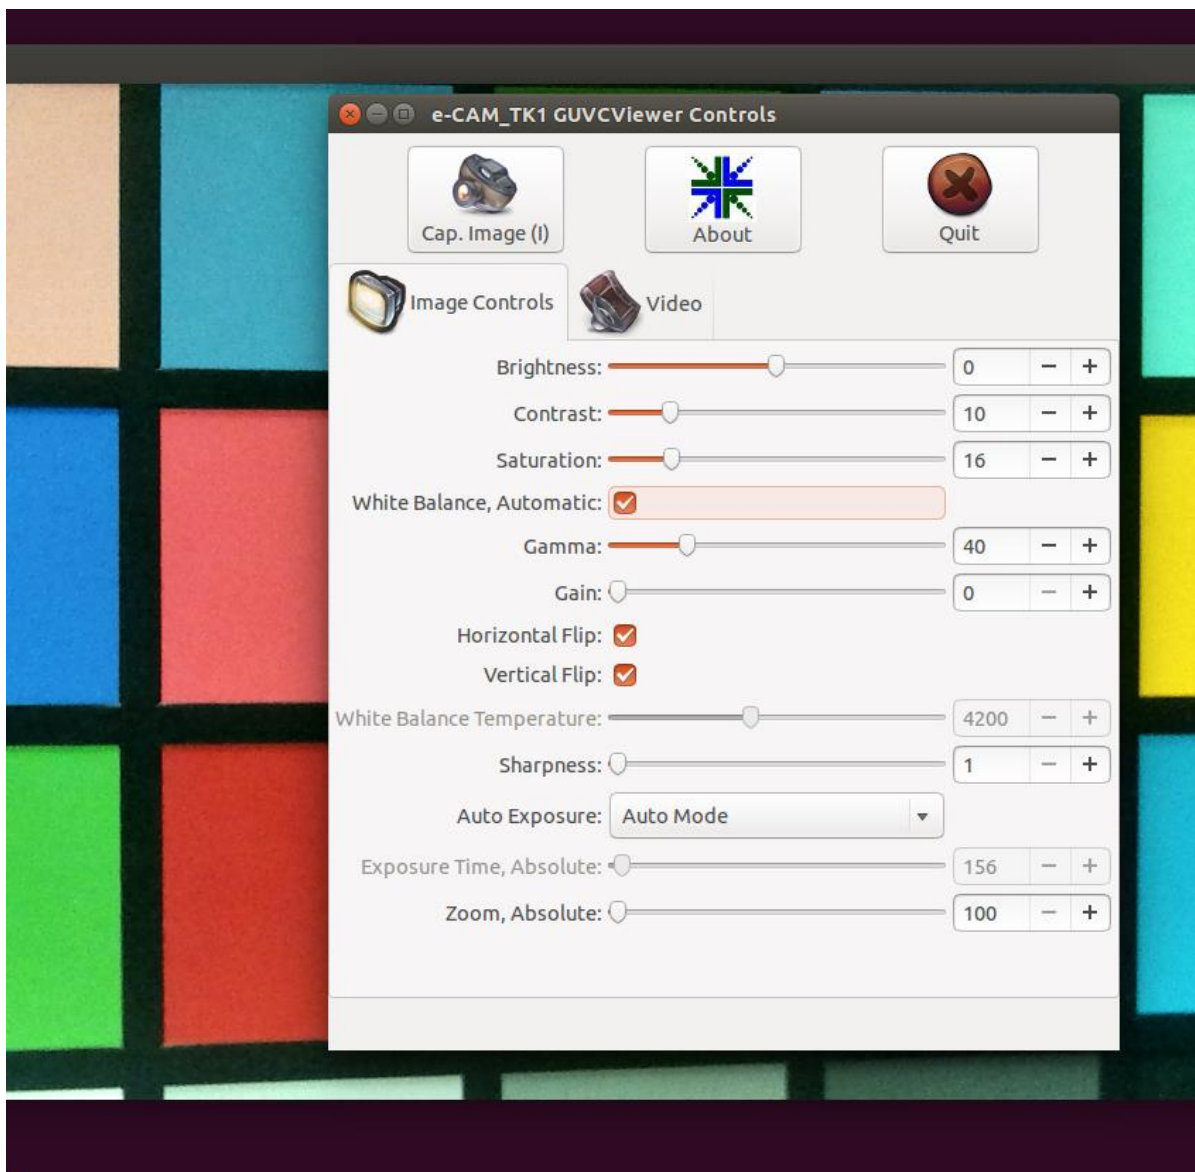 e-CAM_TK1 GUVCViewer Controls
Cap. Image (I) About Quit
Image Controls Video
Brightness: 0 − +
Contrast: 10 − +
Saturation: 16 − +
White Balance, Automatic:
Gamma: 40 − +
Gain: 0 − +
Horizontal Flip:
Vertical Flip:
White Balance Temperature: 4200 − +
Sharpness: 1 − +
Auto Exposure: Auto Mode
Exposure Time, Absolute: 156 − +
Zoom, Absolute: 100 − +